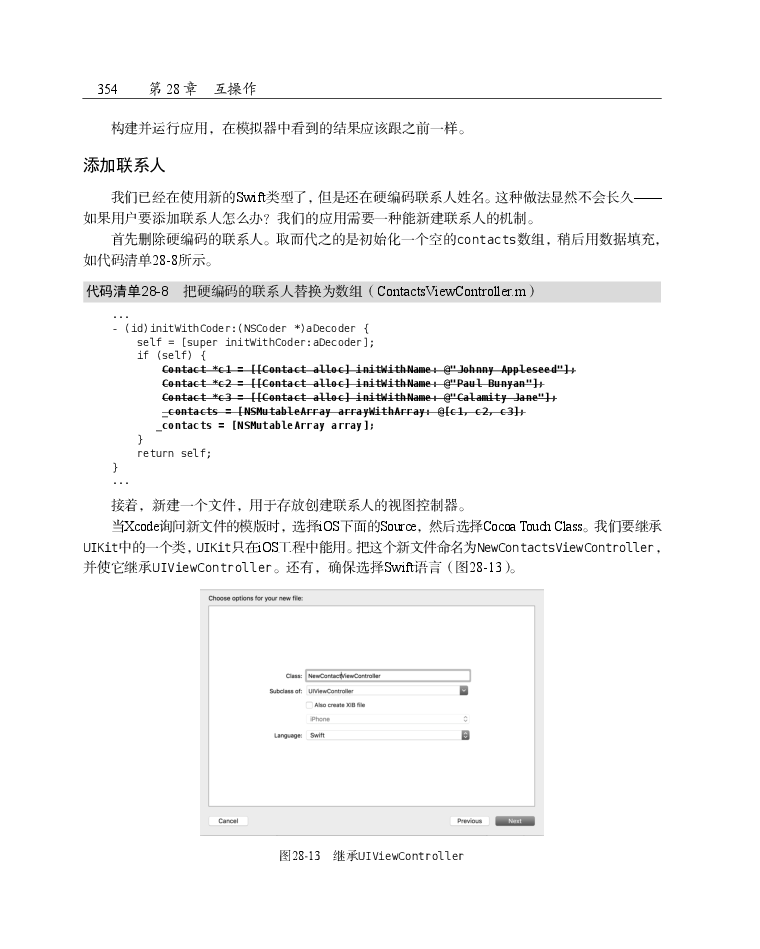 354 第 28 章 互操作
构建并运行应用，在模拟器中看到的结果应该跟之前一样。
添加联系人
我们已经在使用新的Swift类型了，但是还在硬编码联系人姓名。这种做法显然不会长久——
如果用户要添加联系人怎么办？我们的应用需要一种能新建联系人的机制。
首先删除硬编码的联系人。取而代之的是初始化一个空的contacts数组，稍后用数据填充，
如代码清单28-8所示。
代码清单28-8 把硬编码的联系人替换为数组（ContactsViewController.m）
...
- (id)initWithCoder:(NSCoder *)aDecoder {
self = [super initWithCoder:aDecoder];
if (self) {
Contact *c1 = [[Contact alloc] initWithName: @"Johnny Appleseed"];
Contact *c2 = [[Contact alloc] initWithName: @"Paul Bunyan"];
Contact *c3 = [[Contact alloc] initWithName: @"Calamity Jane"];
_contacts = [NSMutableArray arrayWithArray: @[c1, c2, c3];
_contacts = [NSMutableArray array];
}
return self;
}
...
接着，新建一个文件，用于存放创建联系人的视图控制器。
当Xcode询问新文件的模版时，选择iOS下面的Source，然后选择Cocoa Touch Class。我们要继承
UIKit中的一个类，UIKit只在iOS工程中能用。把这个新文件命名为NewContactsViewController，
并使它继承UIViewController。还有，确保选择Swift语言（图28-13）。
Choose options for your new file:
Class: NewContactViewController
Subclass of: UIViewController
Also create XIB file
iPhone
Language: Swift
Cancel Previous Next
图28-13 继承UIViewController